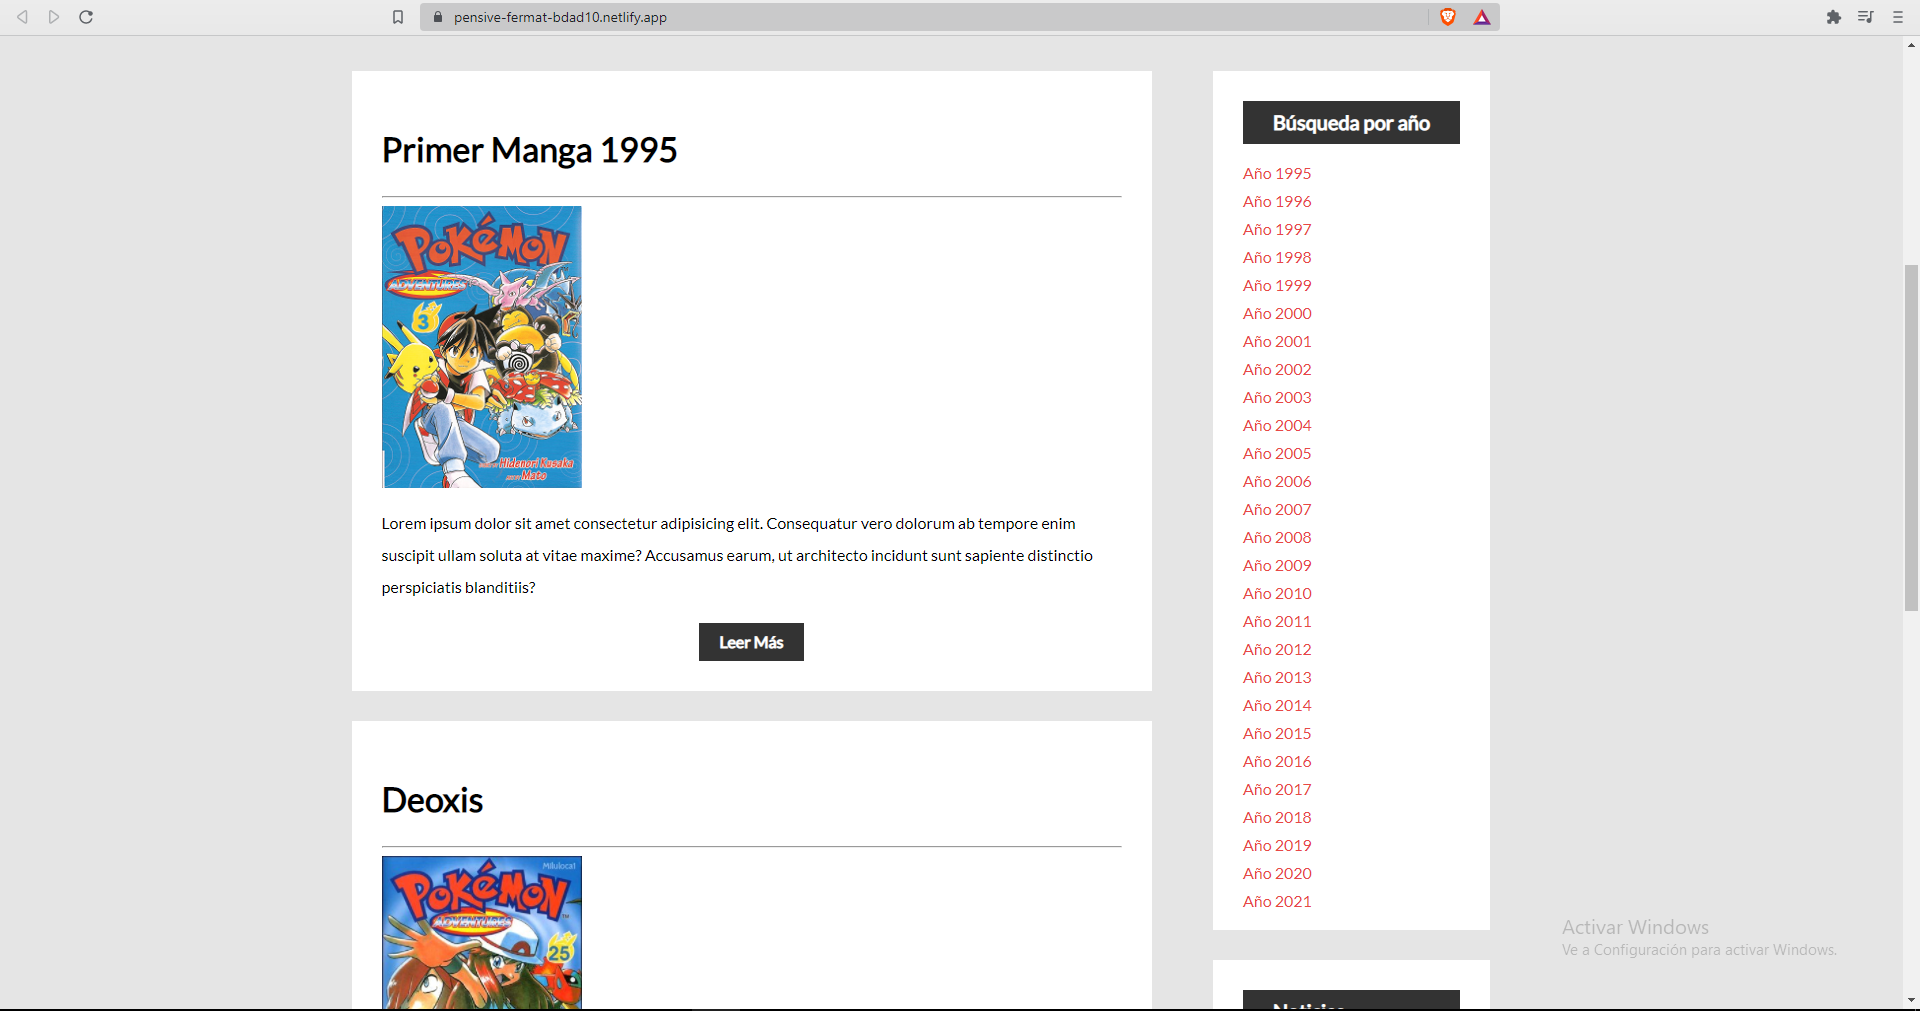 pensive-fermat-bdad10.netlify.app
Primer Manga 1995
POKéMON
ADVENTURES
3
Hidenori Kusaka
Mato
Lorem ipsum dolor sit amet consectetur adipisicing elit. Consequatur vero dolorum ab tempore enim
suscipit ullam soluta at vitae maxime? Accusamus earum, ut architecto incidunt sunt sapiente distinctio
perspiciatis blanditiis?
Leer Más
Deoxis
Milulocal
POKéMON
ADVENTURES
TM
25
Búsqueda por año
Año 1995
Año 1996
Año 1997
Año 1998
Año 1999
Año 2000
Año 2001
Año 2002
Año 2003
Año 2004
Año 2005
Año 2006
Año 2007
Año 2008
Año 2009
Año 2010
Año 2011
Año 2012
Año 2013
Año 2014
Año 2015
Año 2016
Año 2017
Año 2018
Año 2019
Año 2020
Año 2021
Noticias
Activar Windows
Ve a Configuración para activar Windows.